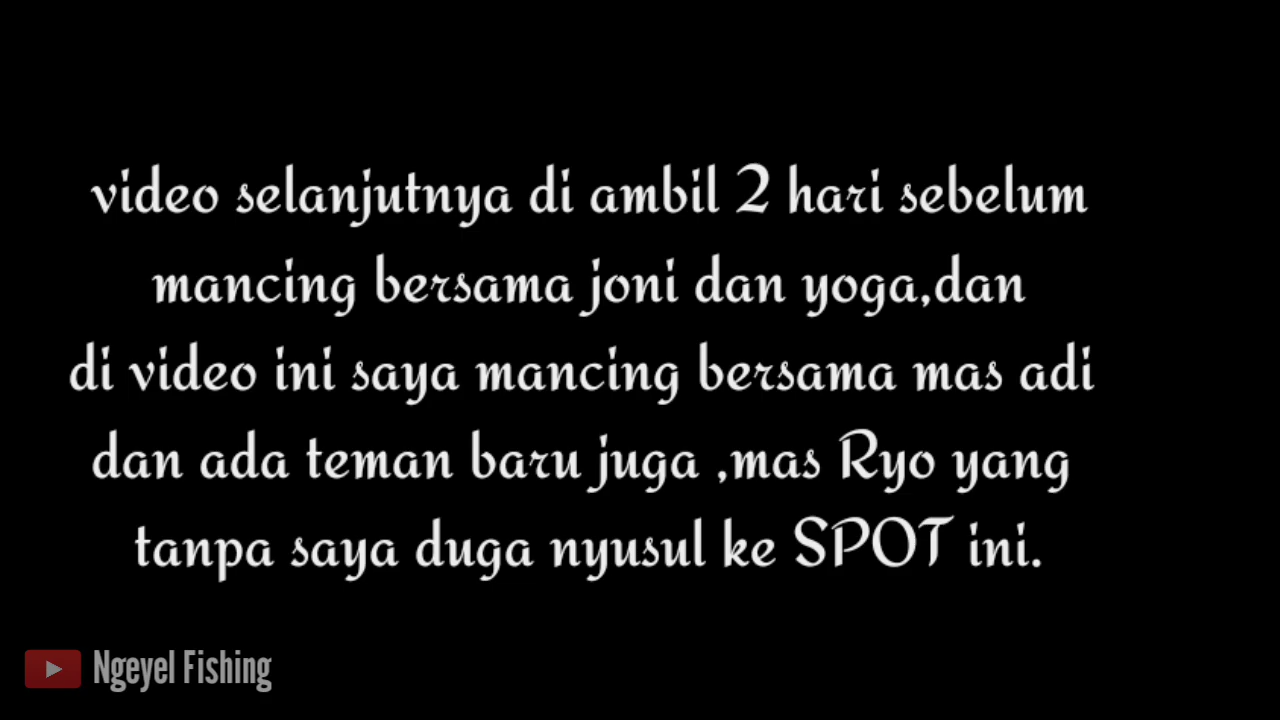 video selanjutnya di ambil 2 hari sebelum
mancing bersama joni dan yoga,dan
di video ini saya mancing bersama mas adi
dan ada teman baru juga ,mas Ryo yang
tanpa saya duga nyusul ke SPOT ini.
Ngeyel Fishing